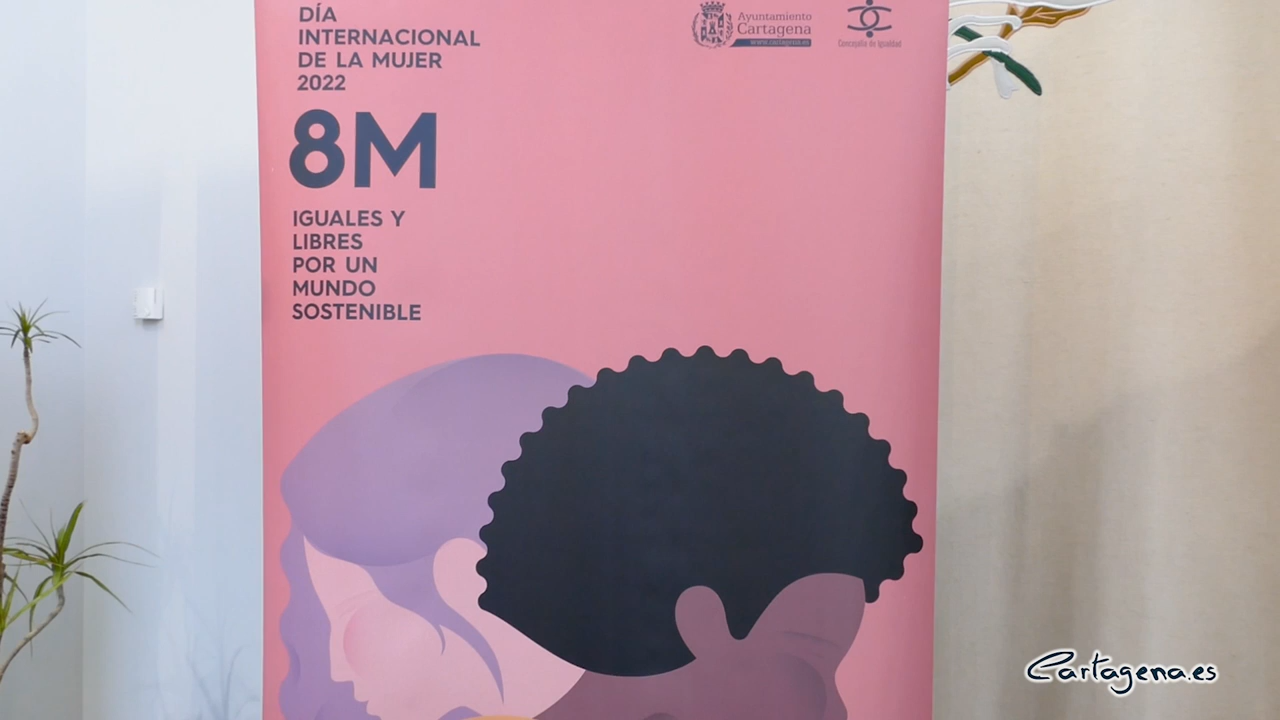 DÍA
INTERNACIONAL
DE LA MUJER
2022
8M
IGUALES Y
LIBRES
POR UN
MUNDO
SOSTENIBLE
Ayuntamiento
Cartagena
www.cartagena.es
Concejalía de Igualdad
Cartagena.es